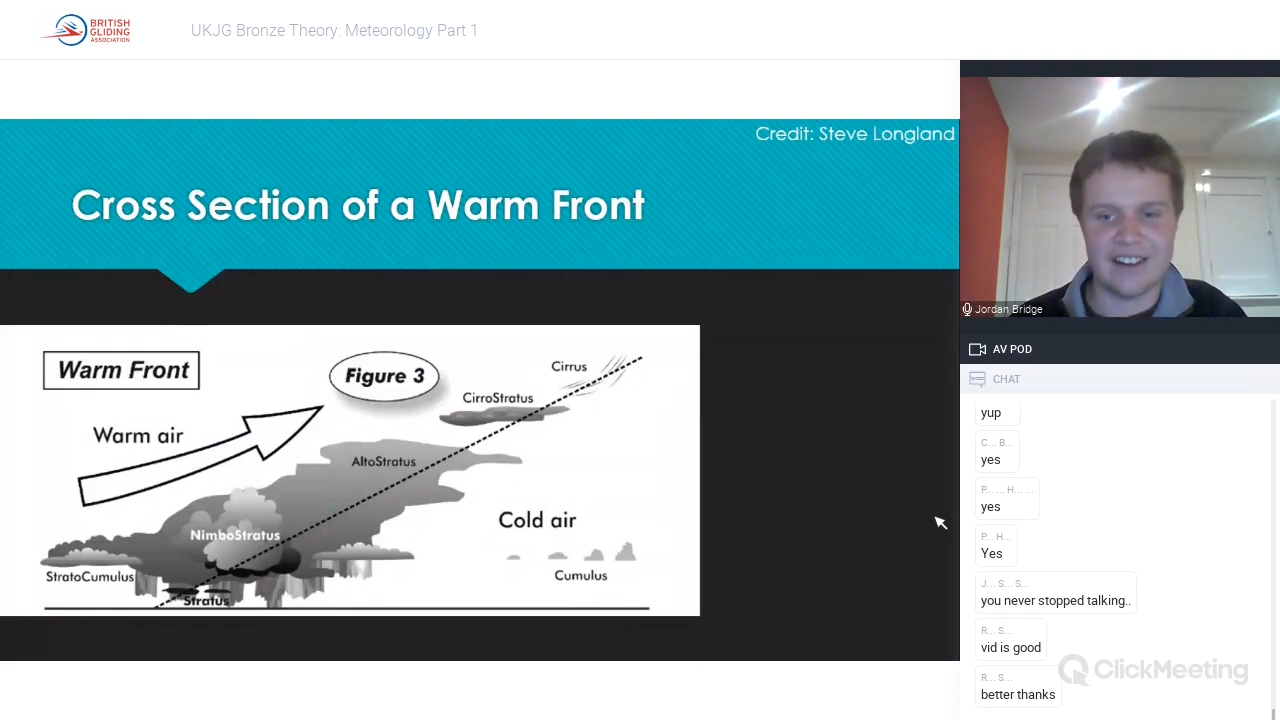 BRITISH
GLIDING
ASSOCIATION
UKJG Bronze Theory: Meteorology Part 1
Credit: Steve Longland
Cross Section of a Warm Front
Warm Front
Figure 3
Cirrus
CirroStratus
Warm air
AltoStratus
Cold air
NimboStratus
StratoCumulus
Cumulus
Stratus
Jordan Bridge
AV POD
CHAT
yup
C... B...
yes
P... ... H... ...
yes
P... H...
Yes
J... S... S...
you never stopped talking..
R... S...
vid is good
R... S...
better thanks
ClickMeeting